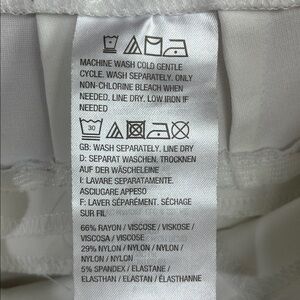 MACHINE WASH COLD GENTLE
CYCLE. WASH SEPARATELY. ONLY
NON-CHLORINE BLEACH WHEN
NEEDED. LINE DRY. LOW IRON IF
NEEDED
30
GB: WASH SEPARATELY. LINE DRY
D: SEPARAT WASCHEN. TROCKNEN
AUF DER WÄSCHELEINE
I: LAVARE SEPARATAMENTE.
ASCIUGARE APPESO
F: LAVER SÉPARÉMENT. SÉCHAGE
SUR FIL
66% RAYON / VISCOSE / VISKOSE /
VISCOSA / VISCOSE
29% NYLON / NYLON / NYLON /
NYLON / NYLON
5% SPANDEX / ELASTANE /
ELASTHAN / ELASTAN / ÉLASTHANNE